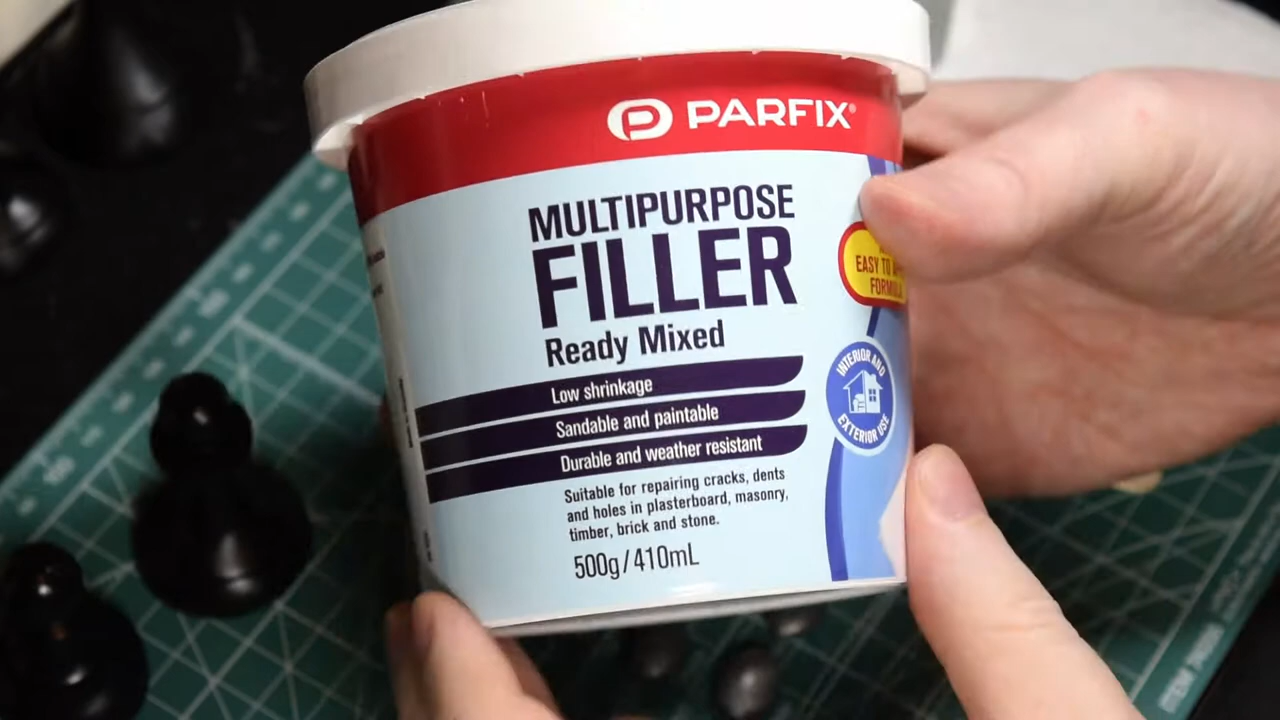 PARFIX®
MULTIPURPOSE
FILLER
Ready Mixed
Low shrinkage
Sandable and paintable
Durable and weather resistant
Suitable for repairing cracks, dents
and holes in plasterboard, masonry,
timber, brick and stone.
500g/410mL
EASY TO
FORMULA
INTERIOR AND
EXTERIOR USE